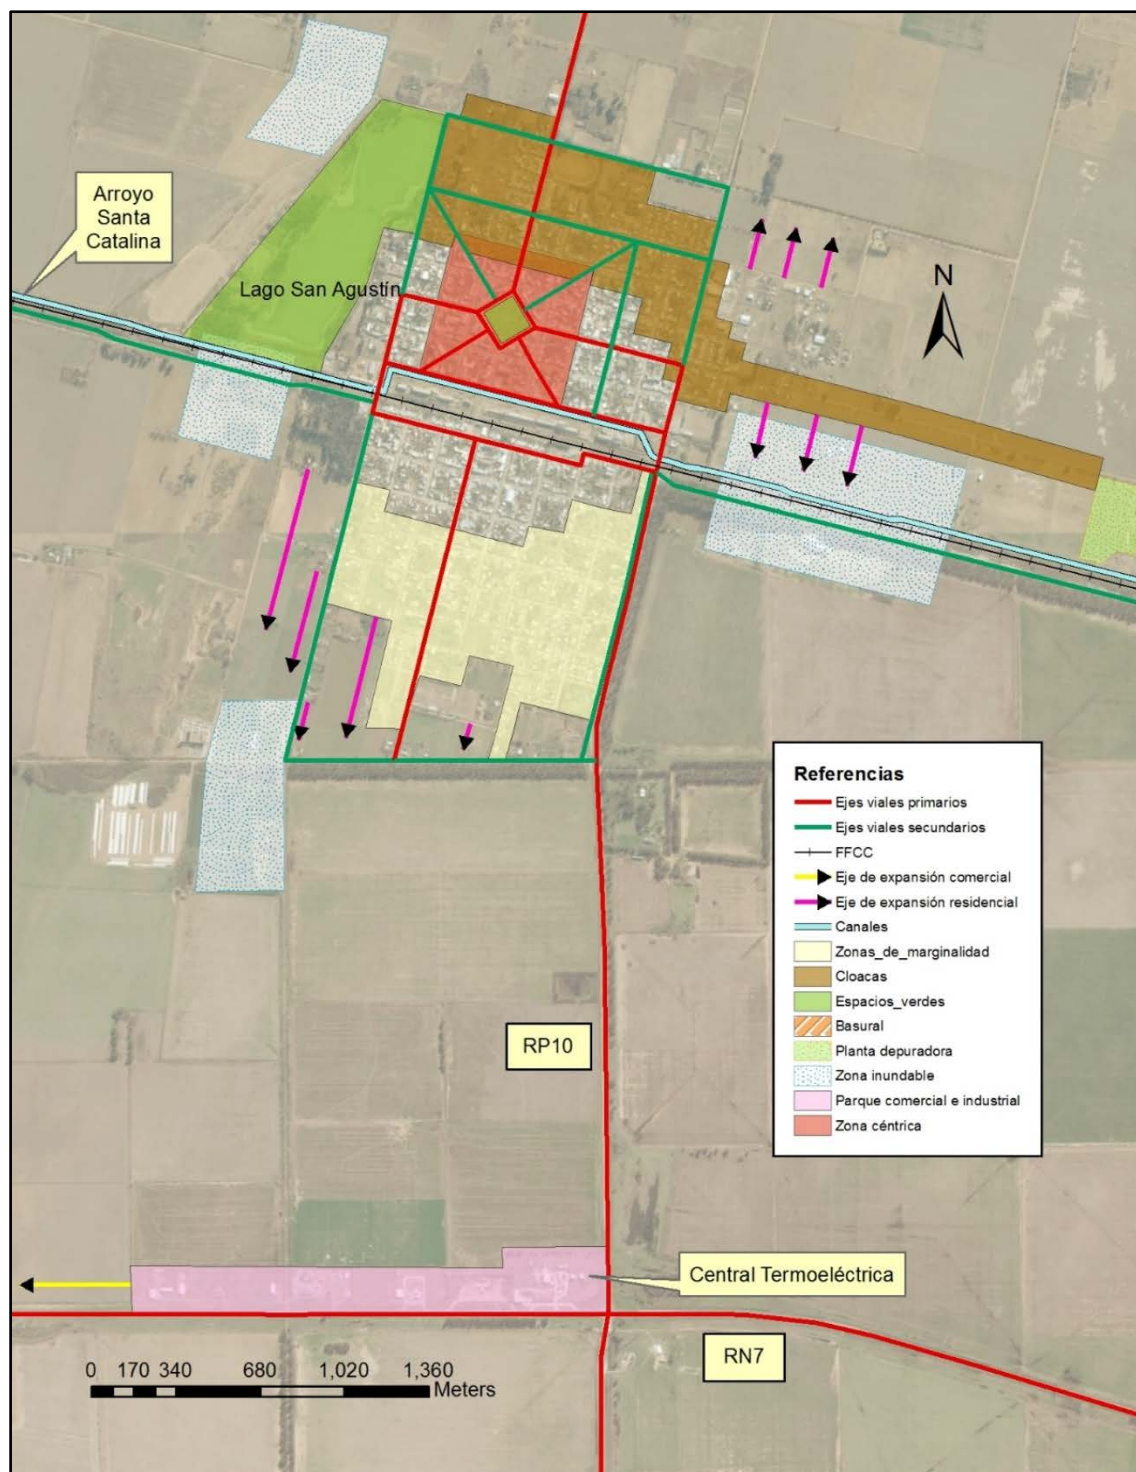 Arroyo
Santa
Catalina
Lago San Agustín
N
Referencias
Ejes viales primarios
Ejes viales secundarios
FFCC
Eje de expansión comercial
Eje de expansión residencial
Canales
Zonas_de_marginalidad
Cloacas
Espacios_verdes
Basural
Planta depuradora
Zona inundable
Parque comercial e industrial
Zona céntrica
RP10
Central Termoeléctrica
RN7
0 170 340 680 1,020 1,360
Meters